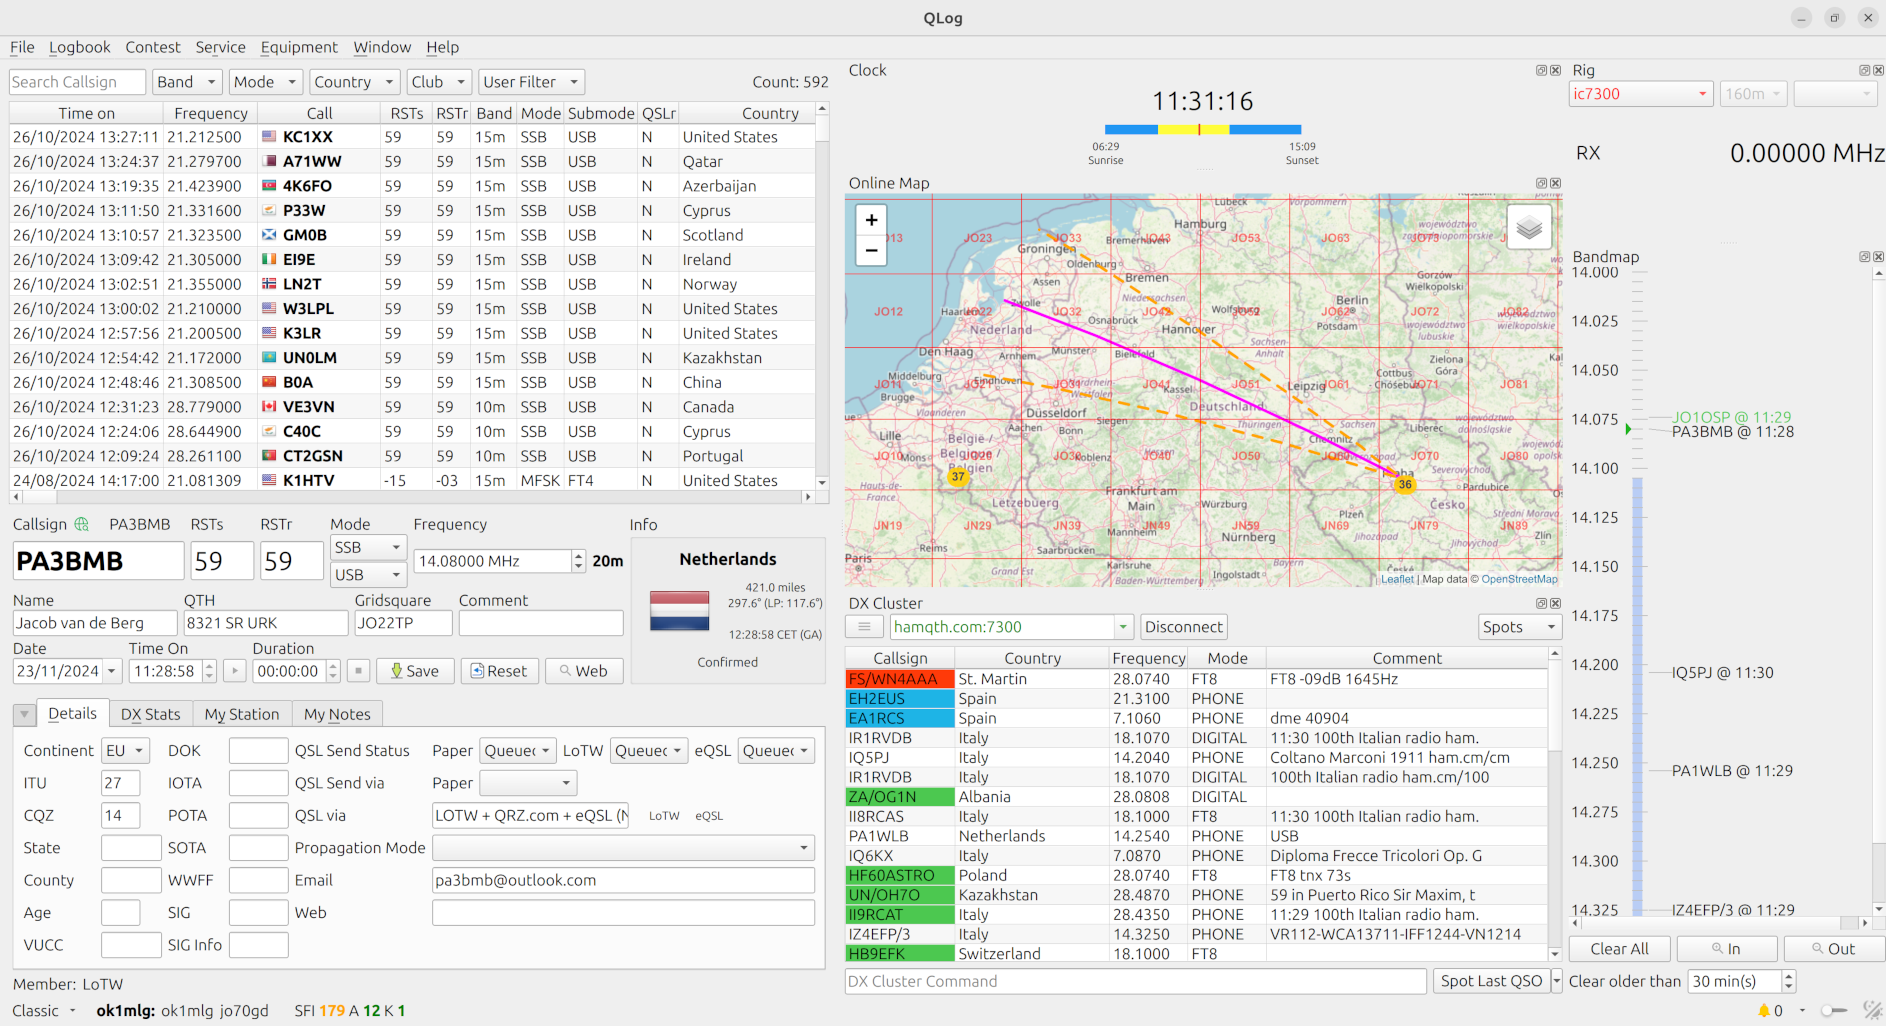 QLog
File Logbook Contest Service Equipment Window Help
Search Callsign Band Mode Country Club User Filter Count: 592
Time on Frequency Call RSTs RSTr Band Mode Submode QSLr Country
26/10/2024 13:27:11 21.212500 KC1XX 59 59 15m SSB USB N United States
26/10/2024 13:24:37 21.279700 A71WW 59 59 15m SSB USB N Qatar
26/10/2024 13:19:35 21.423900 4K6FO 59 59 15m SSB USB N Azerbaijan
26/10/2024 13:11:50 21.331600 P33W 59 59 15m SSB USB N Cyprus
26/10/2024 13:10:57 21.323500 GM0B 59 59 15m SSB USB N Scotland
26/10/2024 13:09:42 21.305000 EI9E 59 59 15m SSB USB N Ireland
26/10/2024 13:02:51 21.355000 LN2T 59 59 15m SSB USB N Norway
26/10/2024 13:00:02 21.210000 W3LPL 59 59 15m SSB USB N United States
26/10/2024 12:57:56 21.200500 K3LR 59 59 15m SSB USB N United States
26/10/2024 12:54:42 21.172000 UN0LM 59 59 15m SSB USB N Kazakhstan
26/10/2024 12:48:46 21.308500 B0A 59 59 15m SSB USB N China
26/10/2024 12:31:23 28.779000 VE3VN 59 59 10m SSB USB N Canada
26/10/2024 12:24:06 28.644900 C40C 59 59 10m SSB USB N Cyprus
26/10/2024 12:09:24 28.261100 CT2GSN 59 59 10m SSB USB N Portugal
24/08/2024 14:17:00 21.081309 K1HTV -15 -03 15m MFSK FT4 N United States
Callsign PA3BMB RSTs RSTr Mode Frequency Info
PA3BMB 59 59 SSB 14.08000 MHz 20m
USB
Netherlands
421.0 miles
297.6° (LP: 117.6°)
12:28:58 CET (GA)
Confirmed
Name QTH Gridsquare Comment
Jacob van de Berg 8321 SR URK JO22TP
Date Time On Duration
23/11/2024 11:28:58 00:00:00 Save Reset Web
Details DX Stats My Station My Notes
Continent EU DOK QSL Send Status Paper Queued LoTW Queued eQSL Queued
ITU 27 IOTA QSL Send via Paper
CQZ 14 POTA QSL via LOTW + QRZ.com + eQSL (N LoTW eQSL
State SOTA Propagation Mode
County WWFF Email pa3bmb@outlook.com
Age SIG Web
VUCC SIG Info
Member: LoTW
Classic ok1mlg: ok1mlg jo70gd SFI 179 A 12 K 1
Clock
11:31:16
06:29 15:09
Sunrise Sunset
Online Map
+
−
Lübeck Vorpommern
Hamburg
JO23 JO33 Bremerhaven JO43 JO53 JO63 JO73
Groningen
Oldenburg
Assen Bremen
Zwolle Niedersachsen Berlin
Gorzów
Wielkopolski
JO12 Haarlem JO22 JO32 JO42 Wolfsburg JO52 JO62 JO72 JO82
Nederland Osnabrück Hannover Potsdam
Den Haag Arnhem Münster Bielefeld Sachsen-
Anhalt
Zielona
Góra
Middelburg
Brugge
JO11 Eindhoven JO21 JO31 JO41 JO51 Leipzig JO61 Cottbus JO71 JO81
Kassel Deutschland
Düsseldorf
Vlaanderen Siegen Thüringen
Lille Aachen Bonn Chemnitz Liberec
JO10 Mons België /
Belgique /
Belgien
JO20 JO30 Koblenz JO40 JO50 JO60 JO70 JO80
37 36
Hauts-de-
France
Letzebuerg Frankfurt am
Main
Würzburg Plzeň Česko Pardubice
JN19 JN29 JN39 JN49 JN59 JN69 JN79 JN89
Mannheim Nürnberg Jihozápad Jihovýchod Zlín
Paris Reims Saarbrücken
Karlsruhe
Grand Est Baden-Württemberg Ingolstadt Bayern
Leaflet | Map data © OpenStreetMap
DX Cluster
hamqth.com:7300 Disconnect Spots
Callsign Country Frequency Mode Comment
FS/WN4AAA St. Martin 28.0740 FT8 FT8 -09dB 1645Hz
EH2EUS Spain 21.3100 PHONE
EA1RCS Spain 7.1060 PHONE dme 40904
IR1RVDB Italy 18.1070 DIGITAL 11:30 100th Italian radio ham.
IQ5PJ Italy 14.2040 PHONE Coltano Marconi 1911 ham.cm/cm
IR1RVDB Italy 18.1070 DIGITAL 100th Italian radio ham.cm/100
ZA/OG1N Albania 28.0808 DIGITAL
II8RCAS Italy 18.1000 FT8 11:30 100th Italian radio ham.
PA1WLB Netherlands 14.2540 PHONE USB
IQ6KX Italy 7.0870 PHONE Diploma Frecce Tricolori Op. G
HF60ASTRO Poland 28.0740 FT8 FT8 tnx 73s
UN/OH7O Kazakhstan 28.4870 PHONE 59 in Puerto Rico Sir Maxim, t
II9RCAT Italy 28.4350 PHONE 11:29 100th Italian radio ham.
IZ4EFP/3 Italy 14.3250 PHONE VR112-WCA13711-IFF1244-VN1214
HB9EFK Switzerland 18.1000 FT8
DX Cluster Command Spot Last QSO
Rig
ic7300 160m
RX 0.00000 MHz
Bandmap
14.000
14.025
14.050
14.075 JO1OSP @ 11:29
PA3BMB @ 11:28
14.100
14.125
14.150
14.175
14.200
IQ5PJ @ 11:30
14.225
14.250
PA1WLB @ 11:29
14.275
14.300
14.325 IZ4EFP/3 @ 11:29
Clear All In Out
Clear older than 30 min(s)
0